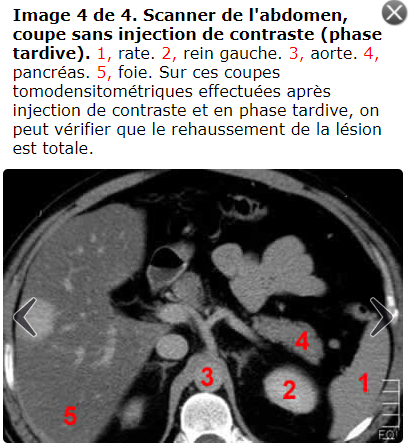 Image 4 de 4. Scanner de l'abdomen,
coupe sans injection de contraste (phase
tardive). 1, rate. 2, rein gauche. 3, aorte. 4,
pancréas. 5, foie. Sur ces coupes
tomodensitométriques effectuées après
injection de contraste et en phase tardive, on
peut vérifier que le rehaussement de la lésion
est totale.
4
3
2
1
5